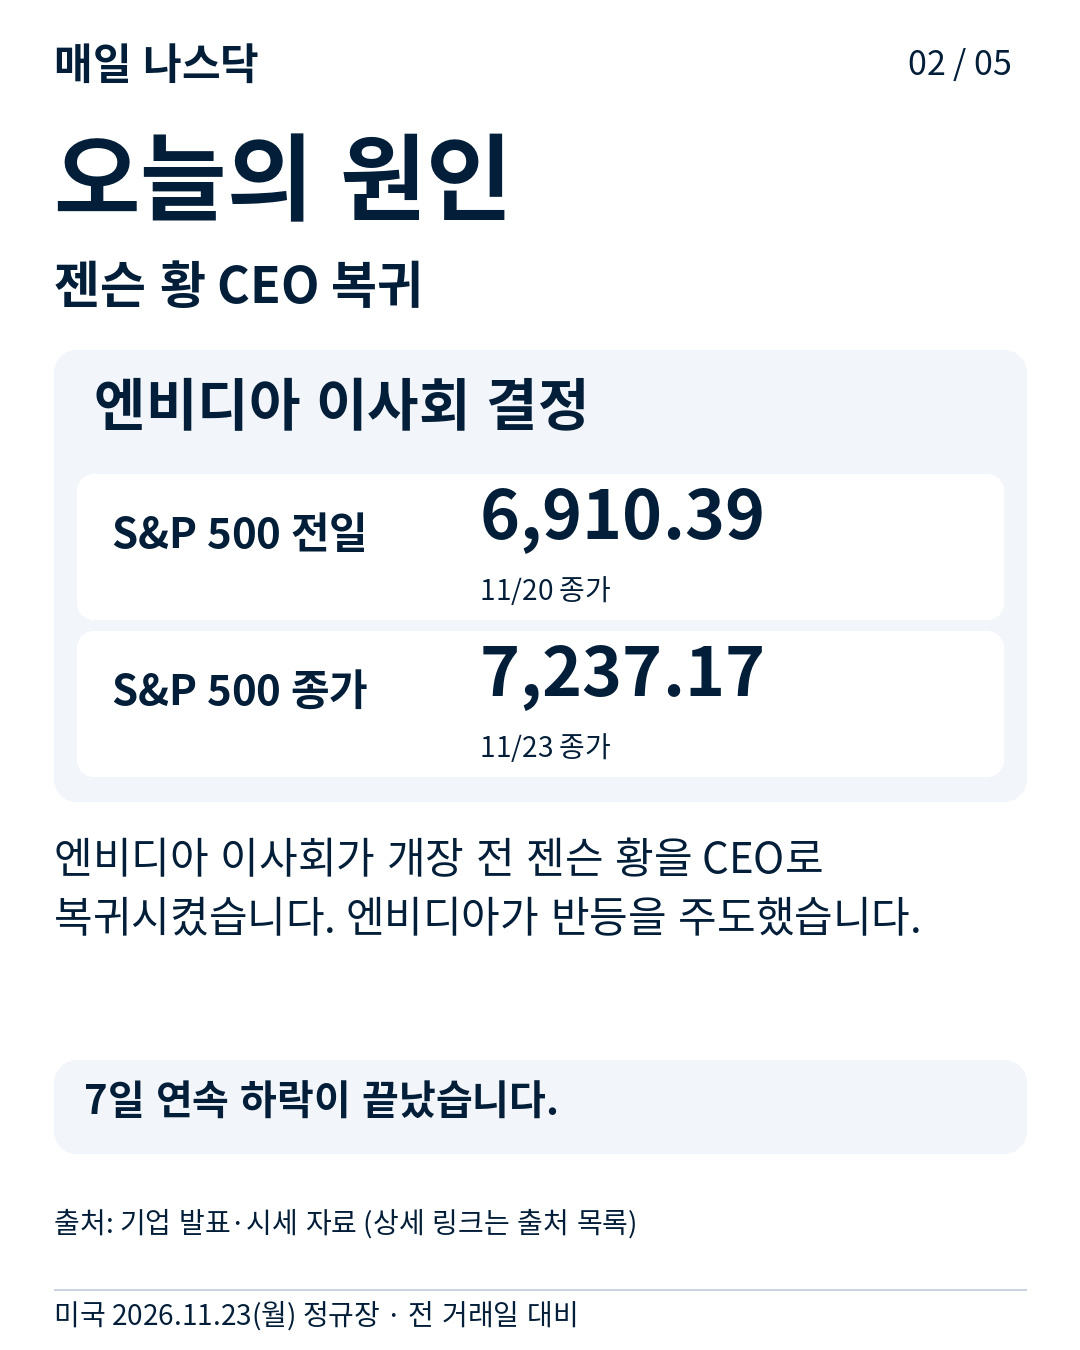 매일 나스닥
02 / 05
오늘의 원인
젠슨 황 CEO 복귀
엔비디아 이사회 결정
S&P 500 전일
6,910.39
11/20 종가
S&P 500 종가
7,237.17
11/23 종가
엔비디아 이사회가 개장 전 젠슨 황을 CEO로
복귀시켰습니다. 엔비디아가 반등을 주도했습니다.
7일 연속 하락이 끝났습니다.
출처: 기업 발표·시세 자료 (상세 링크는 출처 목록)
미국 2026.11.23(월) 정규장 · 전 거래일 대비